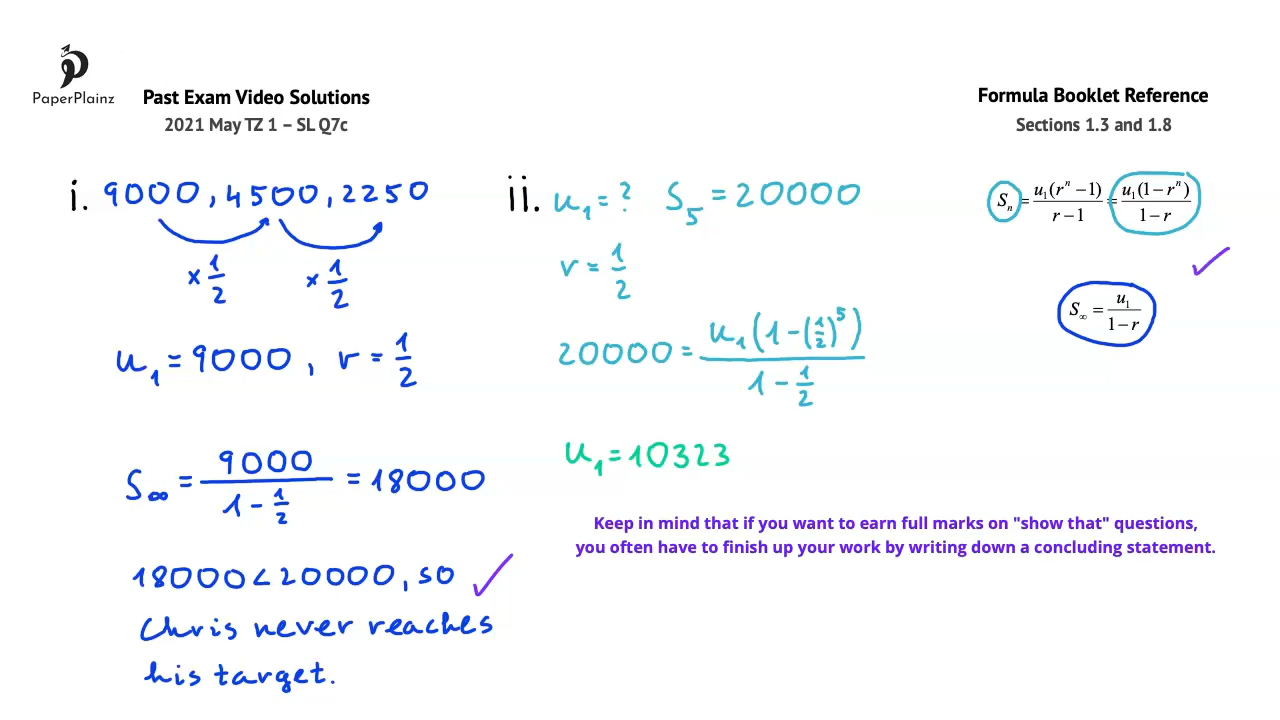 PaperPlainz
Past Exam Video Solutions
2021 May TZ 1 – SL Q7c
Formula Booklet Reference
Sections 1.3 and 1.8
i. 9000, 4500, 2250
× 1/2 × 1/2
u₁ = 9000, r = 1/2
S∞ = 9000/(1 - 1/2) = 18000
18000 < 20000, so
Chris never reaches
his target.
ii. u₁ = ? S₅ = 20000
r = 1/2
20000 = u₁(1 - (1/2)⁵)/(1 - 1/2)
u₁ = 10323
Keep in mind that if you want to earn full marks on "show that" questions,
you often have to finish up your work by writing down a concluding statement.
Sₙ = u₁(rⁿ - 1)/(r - 1) = u₁(1 - rⁿ)/(1 - r)
S∞ = u₁/(1 - r)